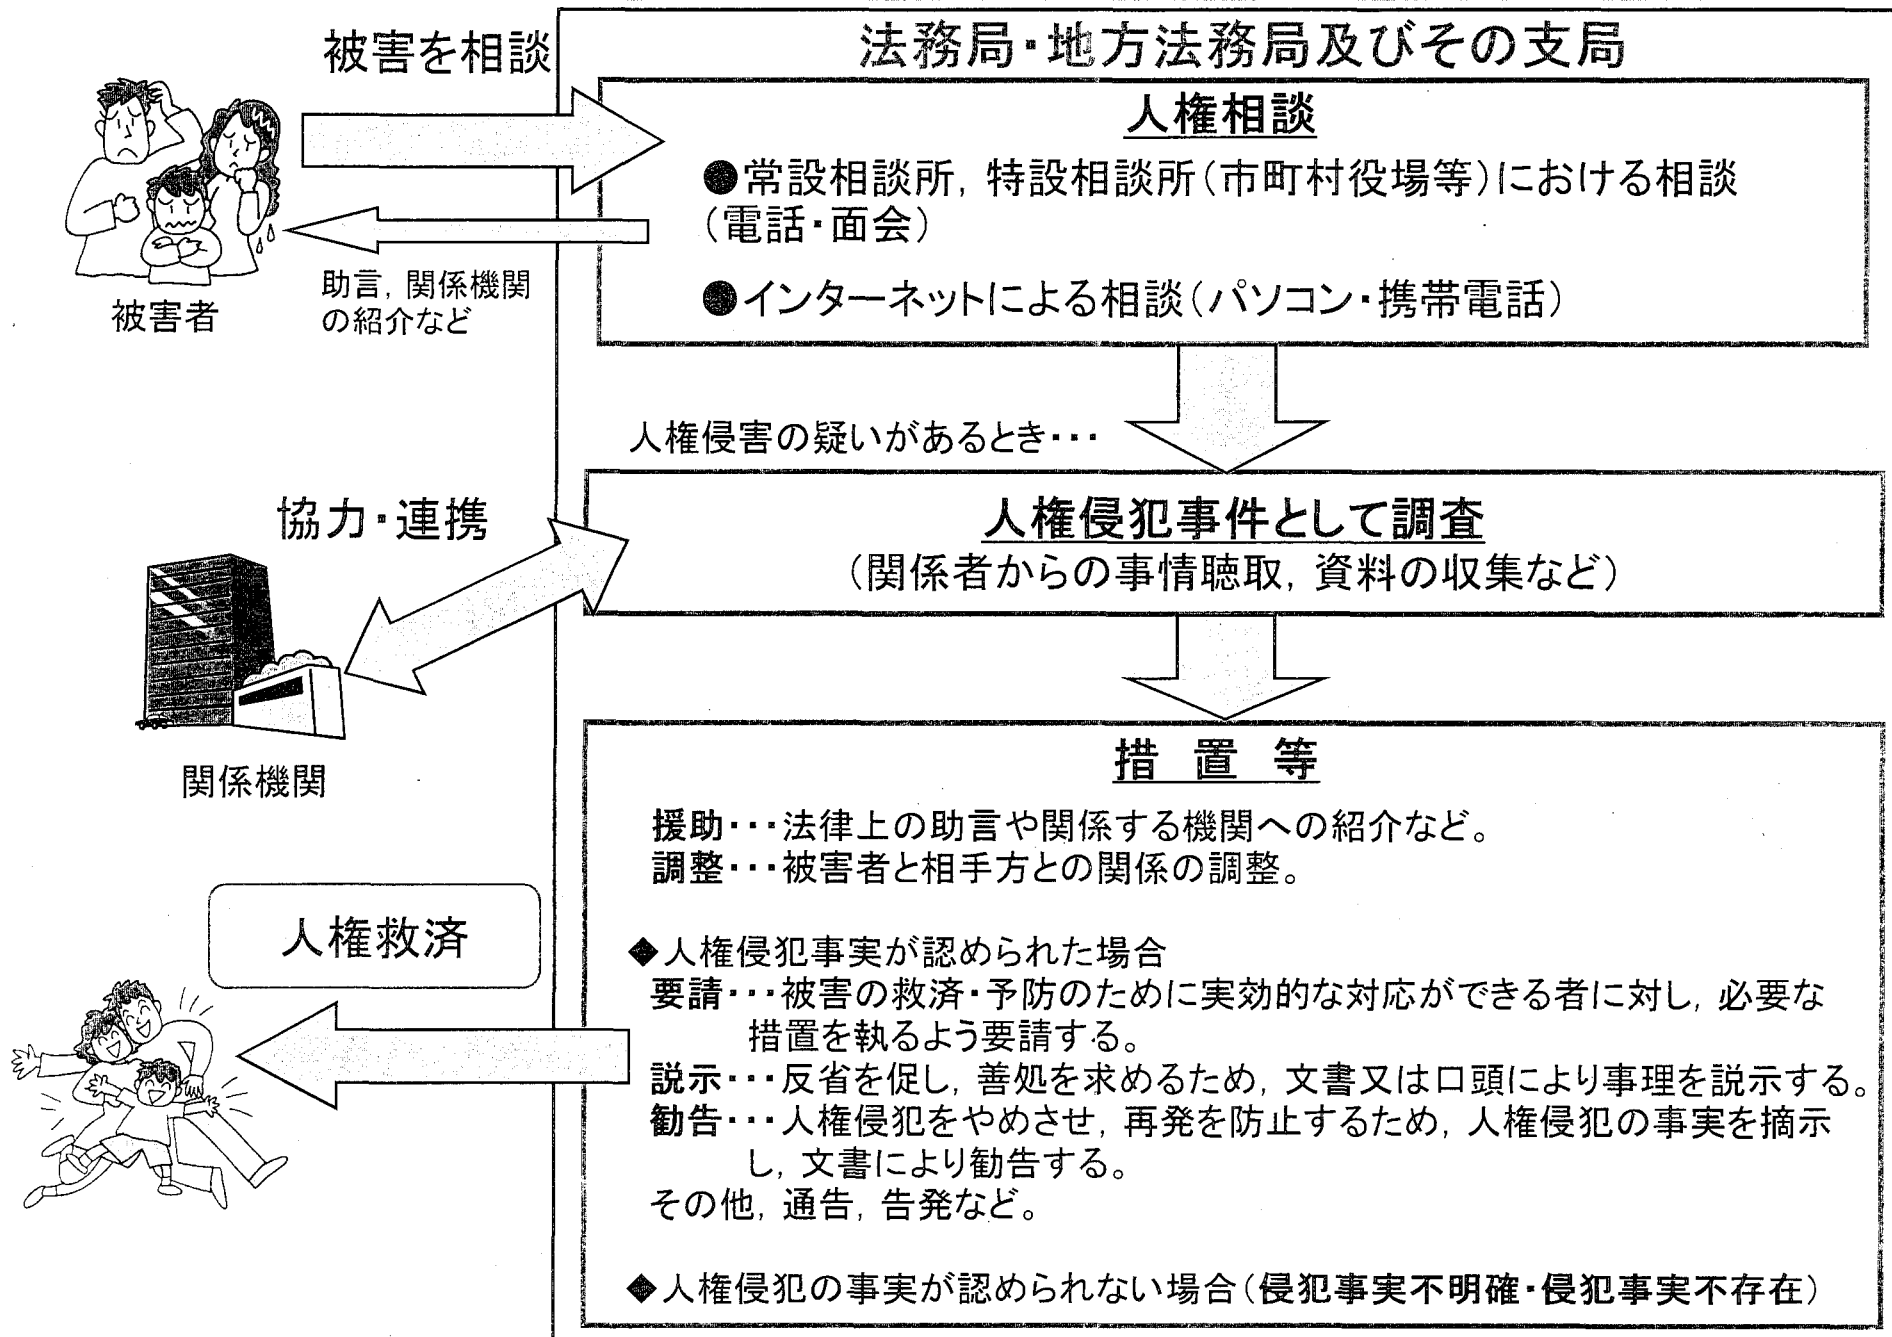 被害を相談
法務局・地方法務局及びその支局
人権相談
●常設相談所，特設相談所（市町村役場等）における相談
（電話・面会）
●インターネットによる相談（パソコン・携帯電話）
被害者
助言，関係機関
の紹介など
人権侵害の疑いがあるとき・・・
協力・連携
人権侵犯事件として調査
（関係者からの事情聴取，資料の収集など）
関係機関
措 置 等
援助・・・法律上の助言や関係する機関への紹介など。
調整・・・被害者と相手方との関係の調整。
人権救済
◆人権侵犯事実が認められた場合
要請・・・被害の救済・予防のために実効的な対応ができる者に対し，必要な
措置を執るよう要請する。
説示・・・反省を促し，善処を求めるため，文書又は口頭により事理を説示する。
勧告・・・人権侵犯をやめさせ，再発を防止するため，人権侵犯の事実を摘示
し，文書により勧告する。
その他，通告，告発など。
◆人権侵犯の事実が認められない場合（侵犯事実不明確・侵犯事実不存在）